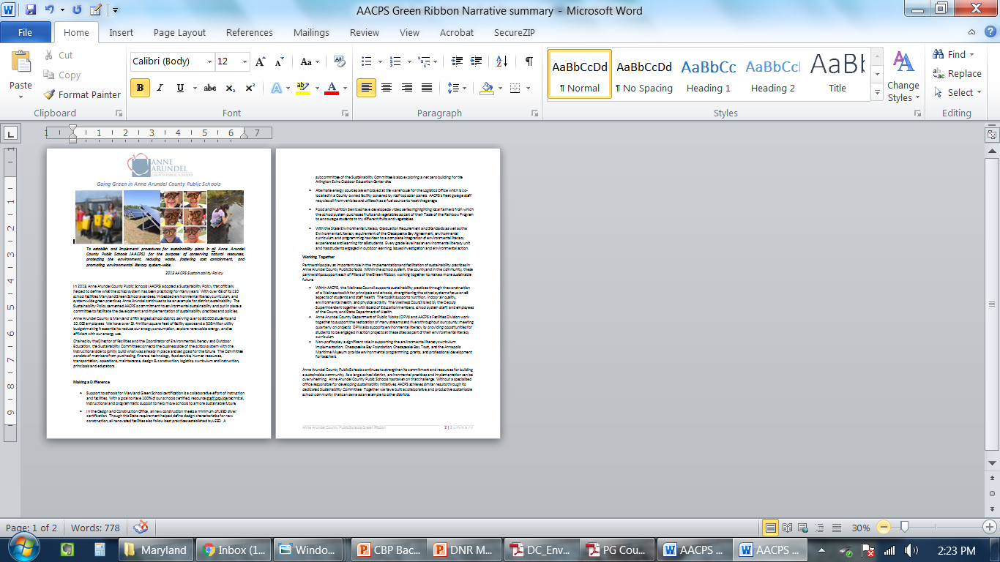 AACPS Green Ribbon Narrative summary - Microsoft Word
File Home Insert Page Layout References Mailings Review View Acrobat SecureZIP
Paste
Cut
Copy
Format Painter
Clipboard
Calibri (Body) 12
Font
Paragraph
AaBbCcDd AaBbCcDd AaBbCc AaBbCcI AaBb
¶ Normal ¶ No Spacing Heading 1 Heading 2 Title
Change Styles
Styles
Find
Replace
Select
Editing
1 1 2 3 4 5 6 7
ANNE
ARUNDEL
COUNTY PUBLIC SCHOOLS
Going Green in Anne Arundel County Public Schools
To establish and implement procedures for sustainability plans in all Anne Arundel
County Public Schools (AACPS) for the purpose of conserving natural resources,
protecting the environment, reducing waste, fostering cost containment, and
promoting environmental literacy system-wide.
2013 AACPS Sustainability Policy
In 2013, Anne Arundel County Public Schools (AACPS) adopted a Sustainability Policy that officially
helped to define what the school system has been practicing for many years. With over 63 of its 120
school facilities Maryland Green School awardees, imbedded environmental literacy curriculum, and
system-wide green practices, Anne Arundel continues to be an example for district sustainability. The
Sustainability Policy cemented AACPS's commitment to environmental sustainability and put in place a
committee to facilitate the development and implementation of sustainability practices and policies.
Anne Arundel County is Maryland's fifth largest school district, serving over to 80,000 students and
10,000 employees. We have over 13.4 million square feet of facility space and a $26 million utility
budget making it essential to reduce our energy consumption, explore renewable energy, and be
efficient with our energy use.
Chaired by the Director of Facilities and the Coordinator of Environmental Literacy and Outdoor
Education, the Sustainability Committee connects the business side of the school system with the
instructional side to jointly build what was already in place and set goals for the future. The Committee
consists of members from purchasing, finance, technology, food service, human resources,
transportation, operations, maintenance, design & construction, logistics, curriculum and instruction,
principals and educators.
Making a Difference
Support to schools for Maryland Green School certification is a collaborative effort of instruction
and facilities. With a goal to have 100% of our schools certified, resource staff provide technical,
instructional and programmatic support to help more schools to a more sustainable future.
In the Design and Construction Office, all new construction meets a minimum of LEED silver
certification. Though this State requirement helped define design characteristics for new
construction, all renovated facilities also follow best practices established by LEED. A
subcommittee of the Sustainability Committee is also exploring a net zero building for the
Arlington Echo Outdoor Education Center site.
Alternate energy sources are employed at the warehouse for the Logistics Office which is co-
located in a County owned facility powered by roof top solar panels. AACPS's fleet garage staff
recycles oil from vehicles and utilizes it as a fuel source to heat the garage.
Food and Nutrition Services have developed a video series highlighting local farmers from which
the school system purchases fruits and vegetables as part of their Taste of the Rainbow Program
to encourage students to try different fruits and vegetables.
With the State Environmental Literacy Graduation Requirement and Standards as well as the
Environmental Literacy requirement of the Chesapeake Bay Agreement, environmental
curriculum and programming has risen to a complete integration of environmental literacy
experiences and learning for all students. Every grade level has an environmental literacy unit
and has students engaged in outdoor learning, issues investigation and environmental action.
Working Together
Partnerships play an important role in the implementation and facilitation of sustainability practices in
Anne Arundel County Public Schools. Within the school system, the county and in the community, these
partnerships support each of Pillars of the Green Ribbon, working together to make a more sustainable
future.
Within AACPS, the Wellness Council supports sustainability practices through the construction
of a Wellness toolkit for principals and schools, strengthening the school systems focus on all
aspects of students and staff health. The toolkit supports nutrition, indoor air quality,
environmental health, and physical activity. The Wellness Council is led by the Deputy
Superintendent together with Board of Education members, school system staff, and employees
of the County and State Department of Health.
Anne Arundel County Department of Public Works (DPW) and AACPS's Facilities Division work
together to support the restoration of many streams and rivers throughout our county; meeting
quarterly on projects. DPW also supports environmental literacy by providing opportunities for
students to be engaged in action projects at these sites as part of their environmental literacy
curriculum.
Non-profits play a significant role in supporting the environmental literacy curriculum
implementation. Chesapeake Bay Foundation, Chesapeake Bay Trust, and the Annapolis
Maritime Museum provide environmental programming, grants, and professional development
for teachers.
Anne Arundel County Public Schools continues to strengthen its commitment and resources for building
a sustainable community. As a large school district, environmental practices and implementation can be
overwhelming. Anne Arundel County Public Schools has taken on that challenge. Without a specialized
office responsible for developing sustainability initiatives, AACPS achieves similar results through its
dedicated Sustainability Committee. Together we have built a collaborative and productive sustainable
school community that can serve as an example to other districts.
Anne Arundel County Public Schools Green Ribbon 2 | Summary
Page: 1 of 2 Words: 778 30%
Maryland Inbox (1... Windo... CBP Bac... DNR M... DC_Env... PG Cou... AACPS ... AACPS ... 2:23 PM